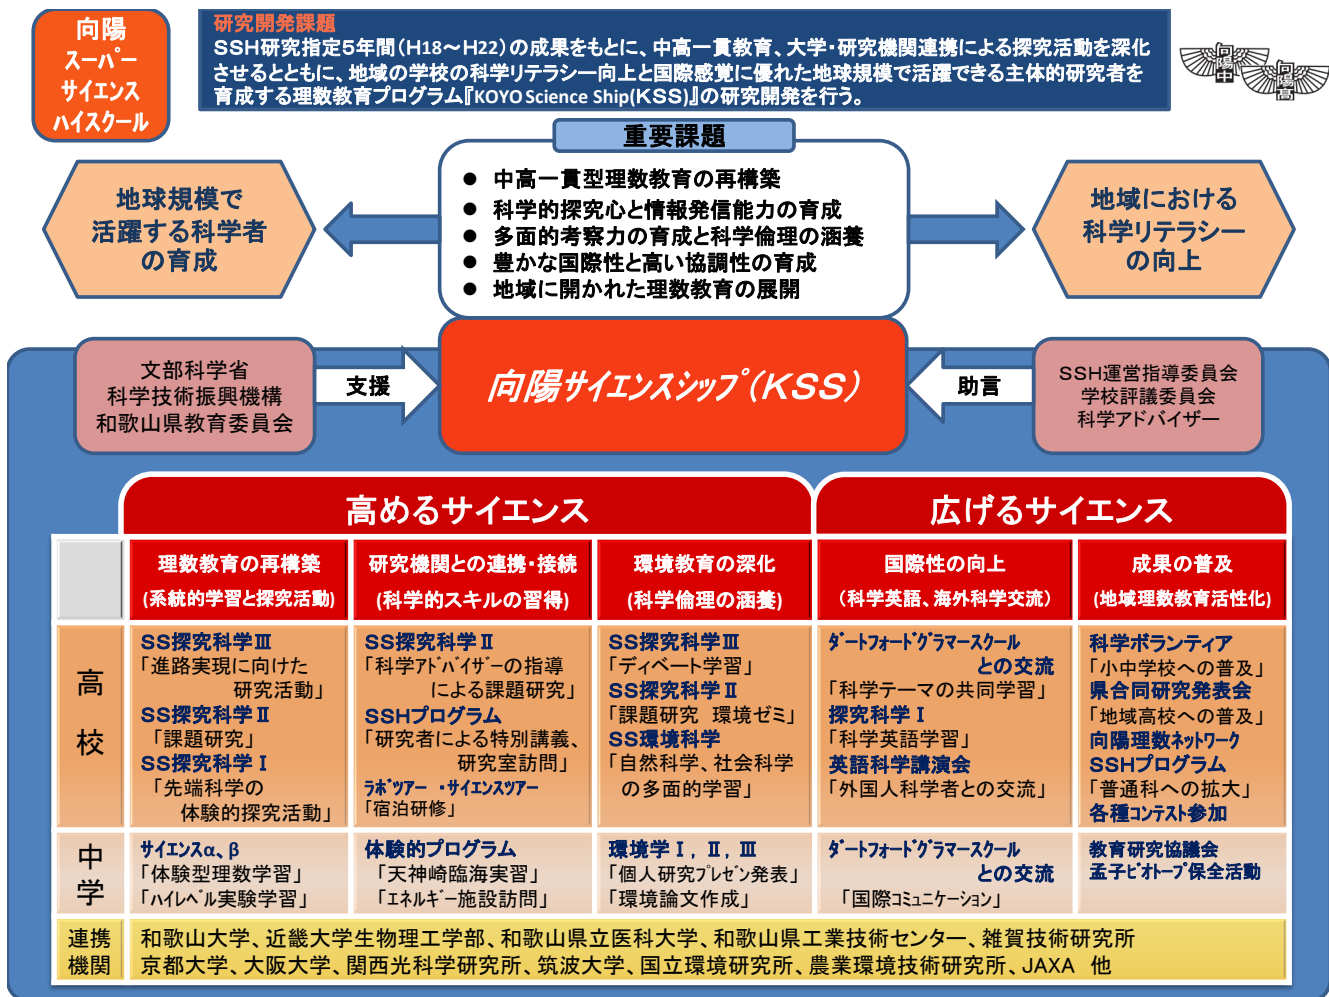 向陽
スーパー
サイエンス
ハイスクール
研究開発課題
SSH研究指定5年間(H18~H22)の成果をもとに、中高一貫教育、大学・研究機関連携による探究活動を深化
させるとともに、地域の学校の科学リテラシー向上と国際感覚に優れた地球規模で活躍できる主体的研究者を
育成する理数教育プログラム『KOYO Science Ship(KSS)』の研究開発を行う。
向陽中
向陽高
重要課題
● 中高一貫型理数教育の再構築
● 科学的探究心と情報発信能力の育成
● 多面的考察力の育成と科学倫理の涵養
● 豊かな国際性と高い協調性の育成
● 地域に開かれた理数教育の展開
地球規模で
活躍する科学者
の育成
地域における
科学リテラシー
の向上
文部科学省
科学技術振興機構
和歌山県教育委員会
支援
向陽サイエンスシップ(KSS)
助言
SSH運営指導委員会
学校評議委員会
科学アドバイザー
高めるサイエンス
広げるサイエンス
理数教育の再構築
(系統的学習と探究活動)
研究機関との連携・接続
(科学的スキルの習得)
環境教育の深化
(科学倫理の涵養)
国際性の向上
(科学英語、海外科学交流)
成果の普及
(地域理数教育活性化)
高
校
SS探究科学Ⅲ
「進路実現に向けた
研究活動」
SS探究科学Ⅱ
「課題研究」
SS探究科学Ⅰ
「先端科学の
体験的探究活動」
SS探究科学Ⅱ
「科学アドバイザーの指導
による課題研究」
SSHプログラム
「研究者による特別講義、
研究室訪問」
ラボツアー ・サイエンスツアー
「宿泊研修」
SS探究科学Ⅲ
「ディベート学習」
SS探究科学Ⅱ
「課題研究 環境ゼミ」
SS環境科学
「自然科学、社会科学
の多面的学習」
ダートフォードグラマースクール
との交流
「科学テーマの共同学習」
探究科学Ⅰ
「科学英語学習」
英語科学講演会
「外国人科学者との交流」
科学ボランティア
「小中学校への普及」
県合同研究発表会
「地域高校への普及」
向陽理数ネットワーク
SSHプログラム
「普通科への拡大」
各種コンテスト参加
中
学
サイエンスα、β
「体験型理数学習」
「ハイレベル実験学習」
体験的プログラム
「天神崎臨海実習」
「エネルギー施設訪問」
環境学Ⅰ,Ⅱ,Ⅲ
「個人研究プレゼン発表」
「環境論文作成」
ダートフォードグラマースクール
との交流
「国際コミュニケーション」
教育研究協議会
孟子ビオトープ保全活動
連携
機関
和歌山大学、近畿大学生物理工学部、和歌山県立医科大学、和歌山県工業技術センター、雑賀技術研究所
京都大学、大阪大学、関西光科学研究所、筑波大学、国立環境研究所、農業環境技術研究所、JAXA 他